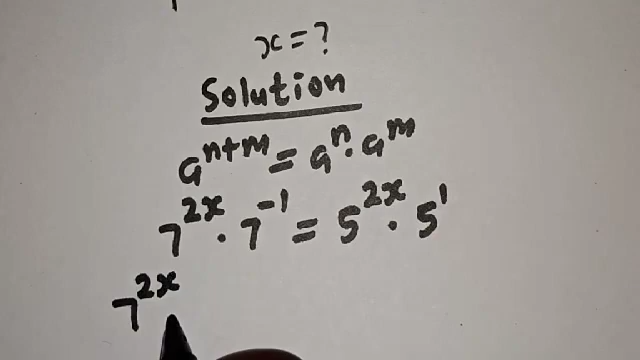 x=?
Solution
a^{n+m} = a^n · a^m
7^{2x} · 7^{-1} = 5^{2x} · 5^1
7^{2x}